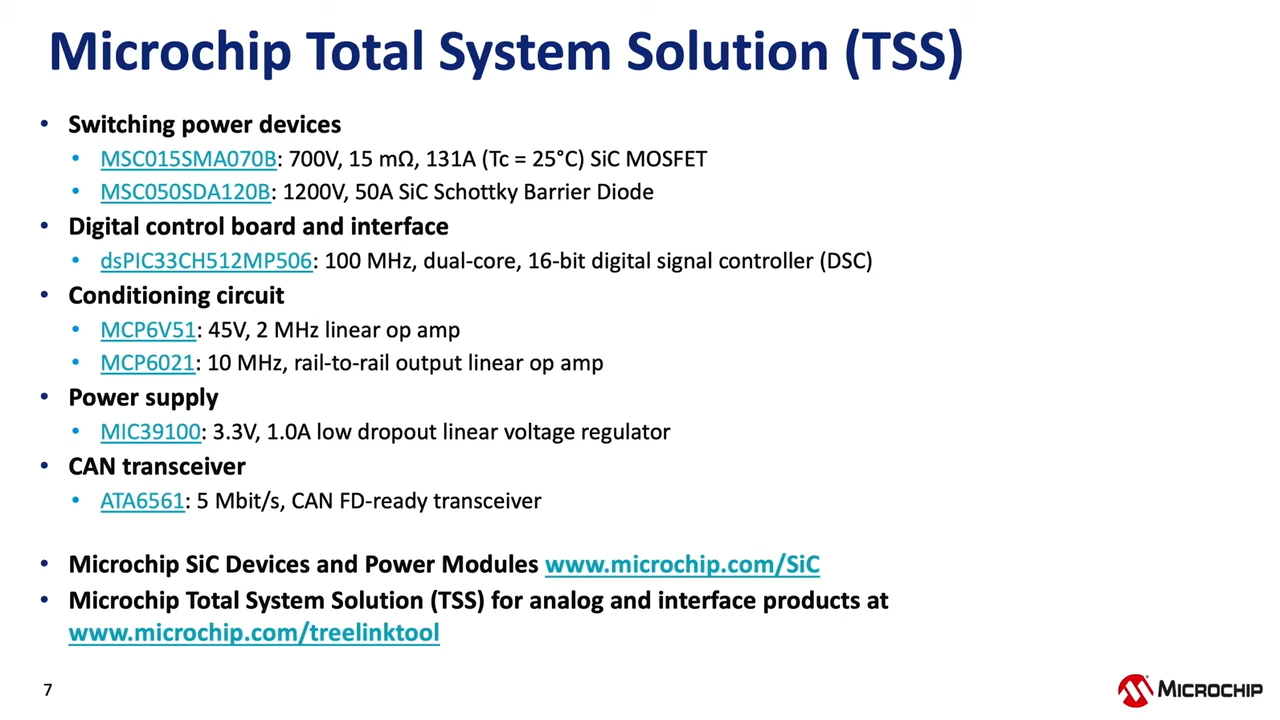 Microchip Total System Solution (TSS)
• Switching power devices
• MSC015SMA070B: 700V, 15 mΩ, 131A (Tc = 25°C) SiC MOSFET
• MSC050SDA120B: 1200V, 50A SiC Schottky Barrier Diode
• Digital control board and interface
• dsPIC33CH512MP506: 100 MHz, dual-core, 16-bit digital signal controller (DSC)
• Conditioning circuit
• MCP6V51: 45V, 2 MHz linear op amp
• MCP6021: 10 MHz, rail-to-rail output linear op amp
• Power supply
• MIC39100: 3.3V, 1.0A low dropout linear voltage regulator
• CAN transceiver
• ATA6561: 5 Mbit/s, CAN FD-ready transceiver
• Microchip SiC Devices and Power Modules www.microchip.com/SiC
• Microchip Total System Solution (TSS) for analog and interface products at
www.microchip.com/treelinktool
7
MICROCHIP